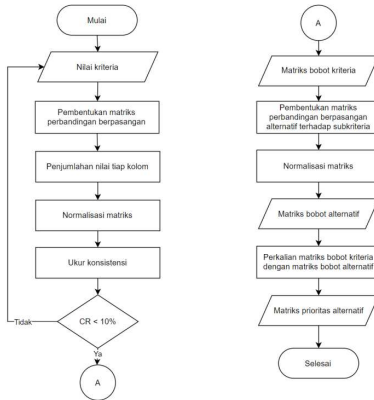 Mulai
Nilai kriteria
Pembentukan matriks
perbandingan berpasangan
Penjumlahan nilai tiap kolom
Normalisasi matriks
Ukur konsistensi
CR < 10%
Tidak
Ya
A
A
Matriks bobot kriteria
Pembentukan matriks
perbandingan berpasangan
alternatif terhadap subkriteria
Normalisasi matriks
Matriks bobot alternatif
Perkalian matriks bobot kriteria
dengan matriks bobot alternatif
Matriks prioritas alternatif
Selesai